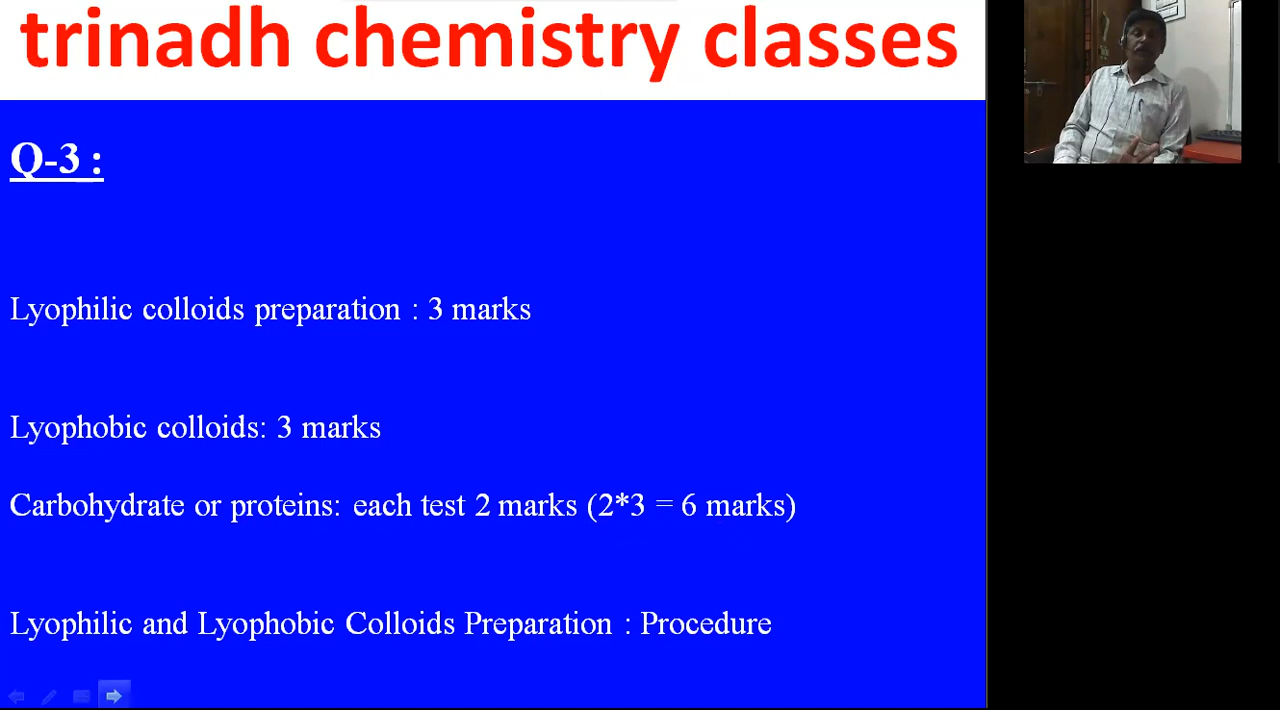 trinadh chemistry classes
Q-3 :
Lyophilic colloids preparation : 3 marks
Lyophobic colloids: 3 marks
Carbohydrate or proteins: each test 2 marks (2*3 = 6 marks)
Lyophilic and Lyophobic Colloids Preparation : Procedure